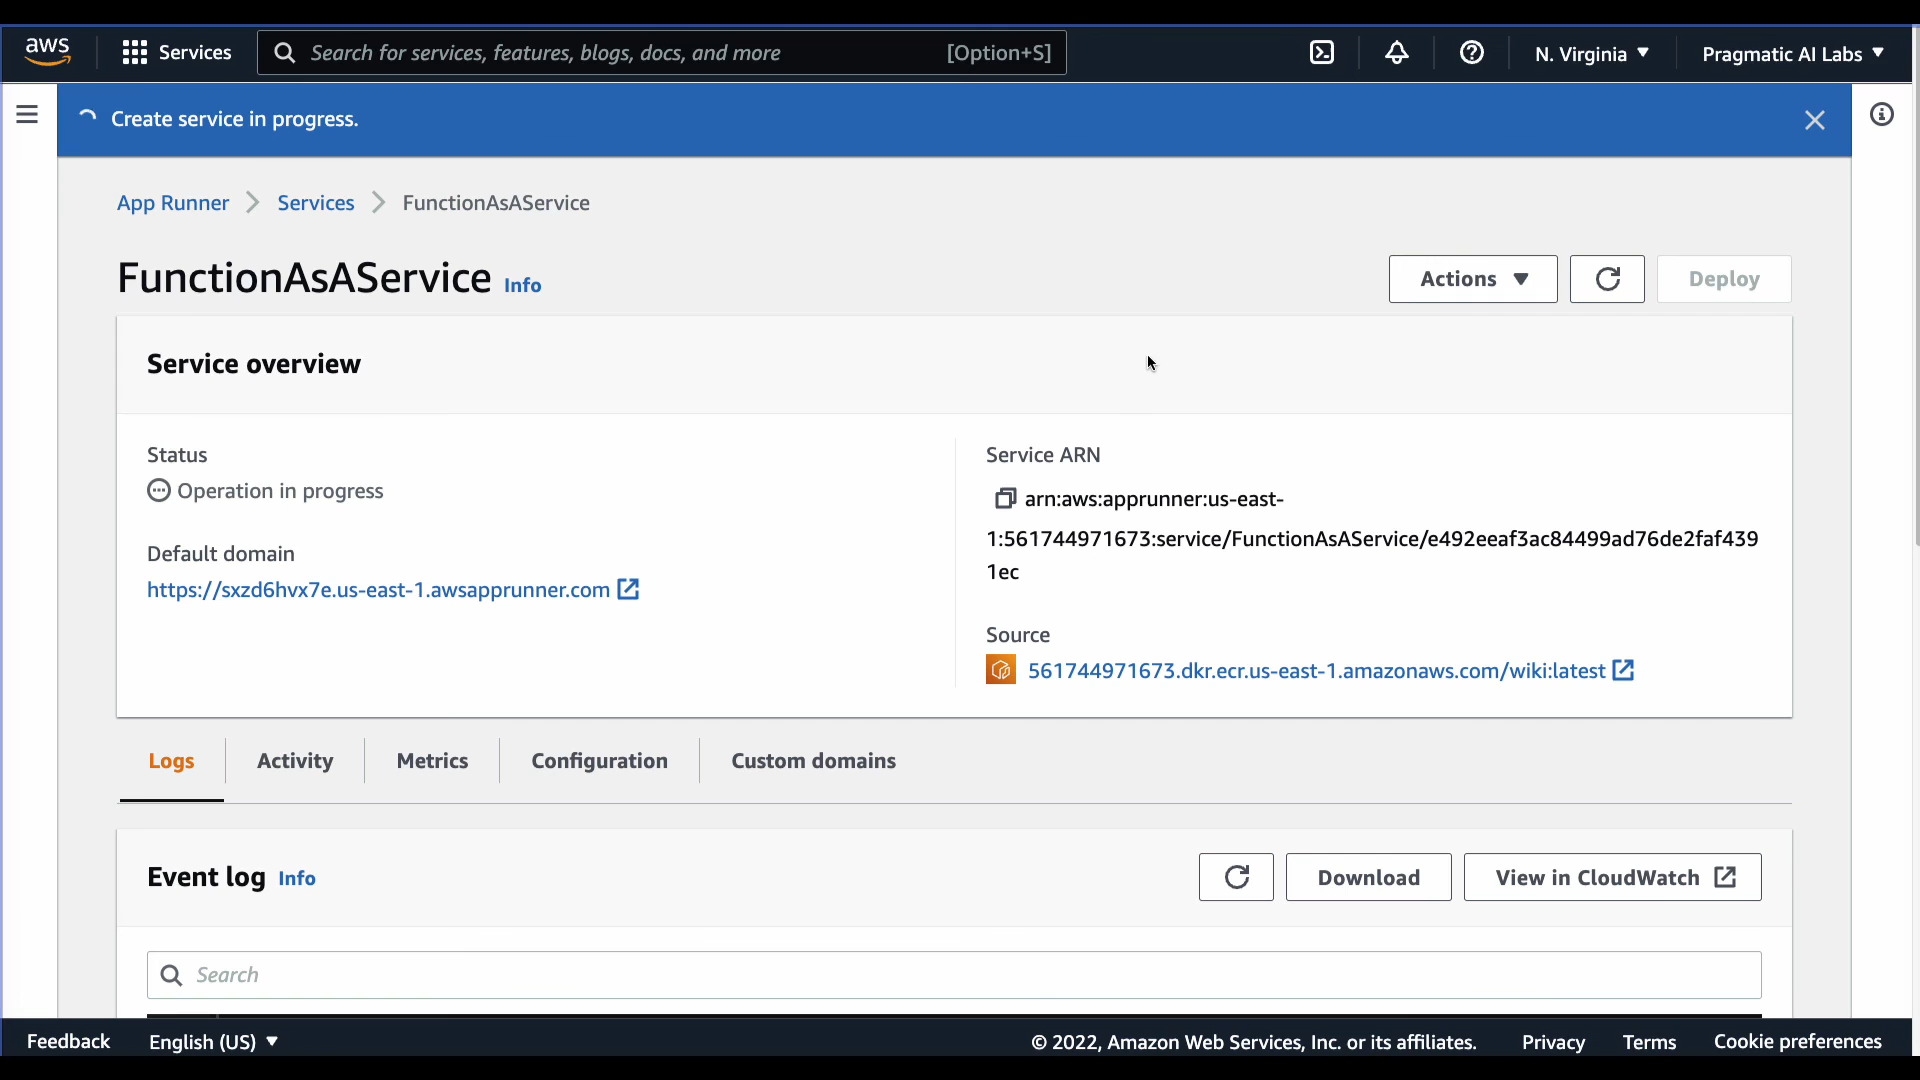 aws
Services
Search for services, features, blogs, docs, and more
[Option+S]
N. Virginia
Pragmatic AI Labs
Create service in progress.
App Runner
Services
FunctionAsAService
FunctionAsAService Info
Actions
Deploy
Service overview
Status
Operation in progress
Default domain
https://sxzd6hvx7e.us-east-1.awsapprunner.com
Service ARN
arn:aws:apprunner:us-east-
1:561744971673:service/FunctionAsAService/e492eeaf3ac84499ad76de2faf439
1ec
Source
561744971673.dkr.ecr.us-east-1.amazonaws.com/wiki:latest
Logs
Activity
Metrics
Configuration
Custom domains
Event log Info
Download
View in CloudWatch
Search
Feedback
English (US)
© 2022, Amazon Web Services, Inc. or its affiliates.
Privacy
Terms
Cookie preferences